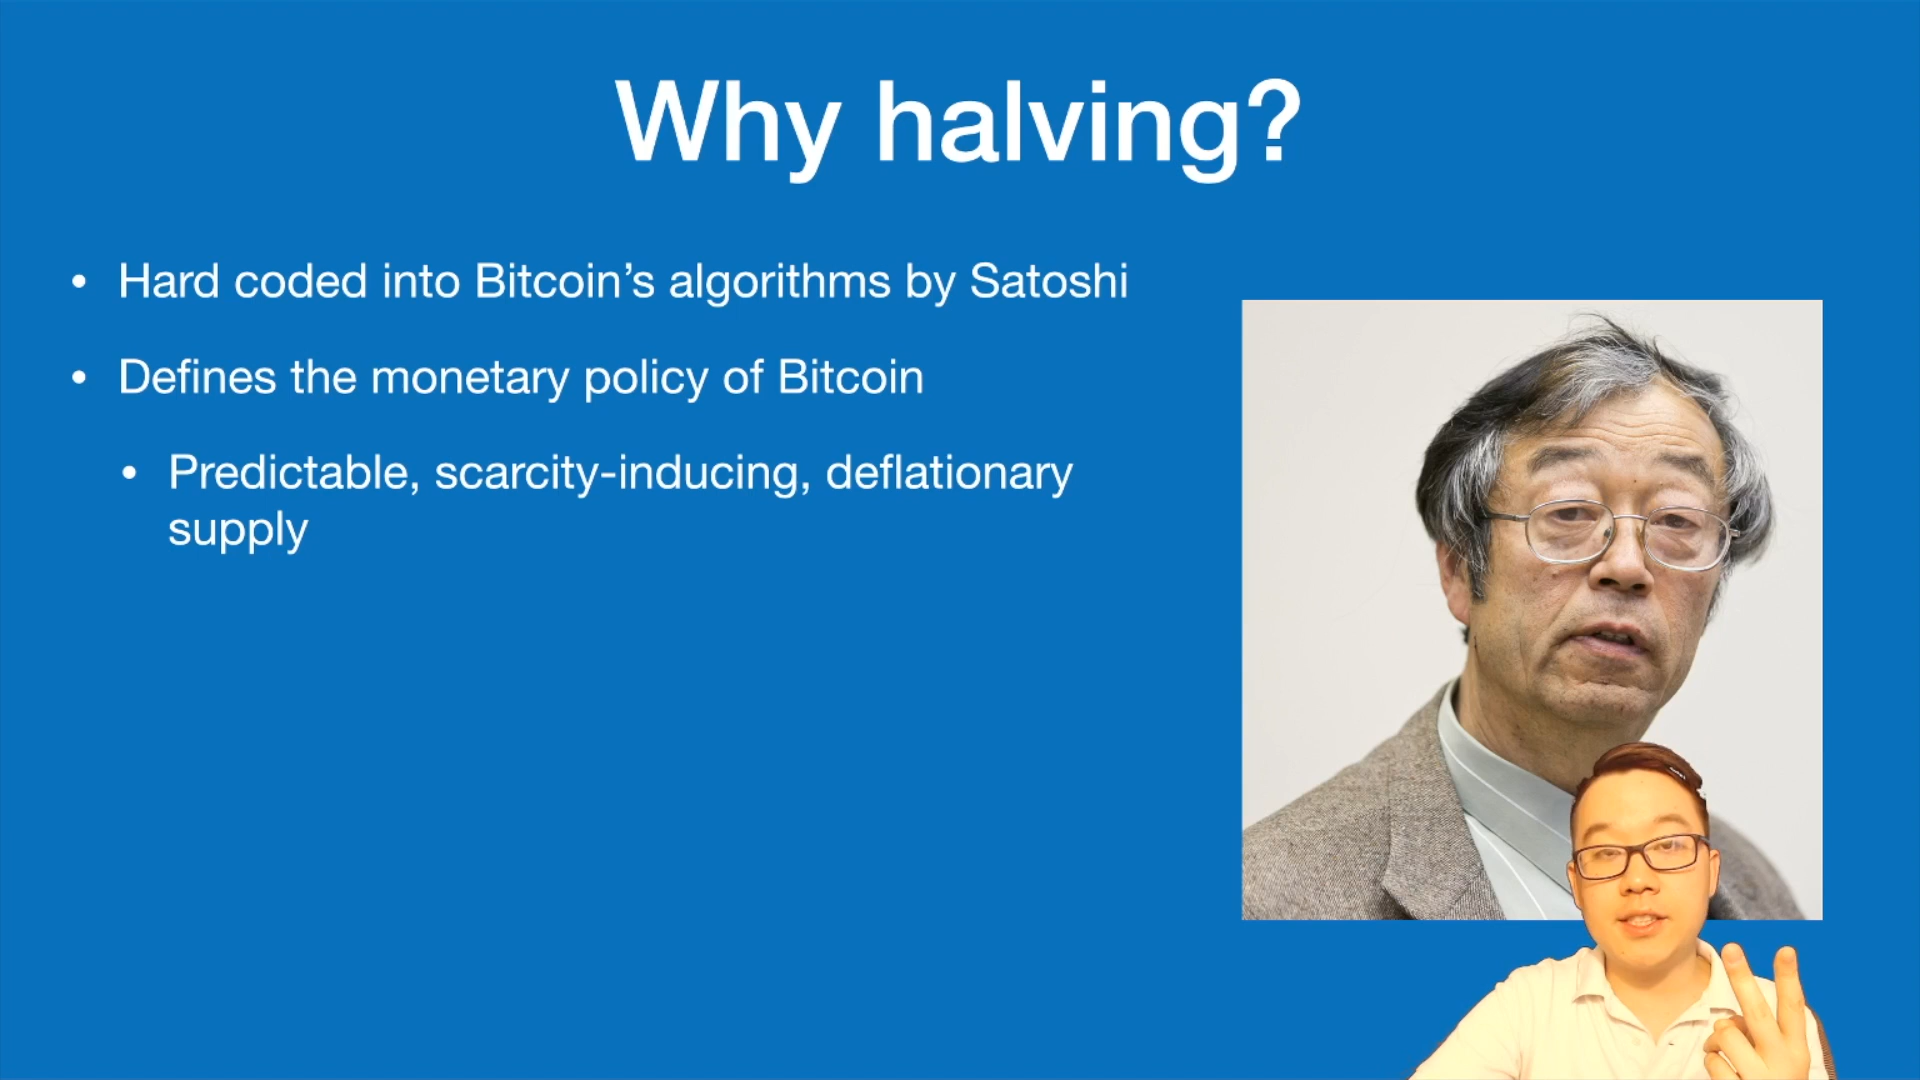 Why halving?
• Hard coded into Bitcoin’s algorithms by Satoshi
• Defines the monetary policy of Bitcoin
• Predictable, scarcity-inducing, deflationary
supply